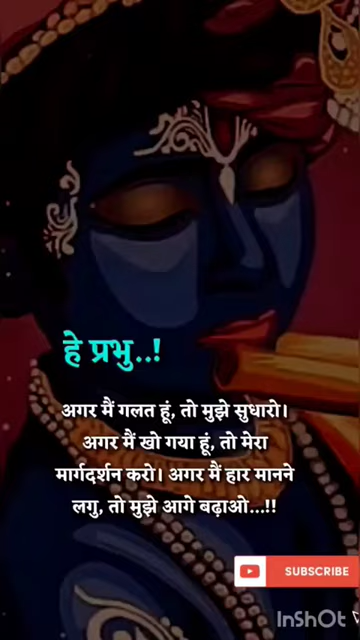 हे प्रभु..!
अगर मैं गलत हूं, तो मुझे सुधारो।
अगर मैं खो गया हूं, तो मेरा
मार्गदर्शन करो। अगर मैं हार मानने
लगु, तो मुझे आगे बढ़ाओ...!!
SUBSCRIBE
InShOt